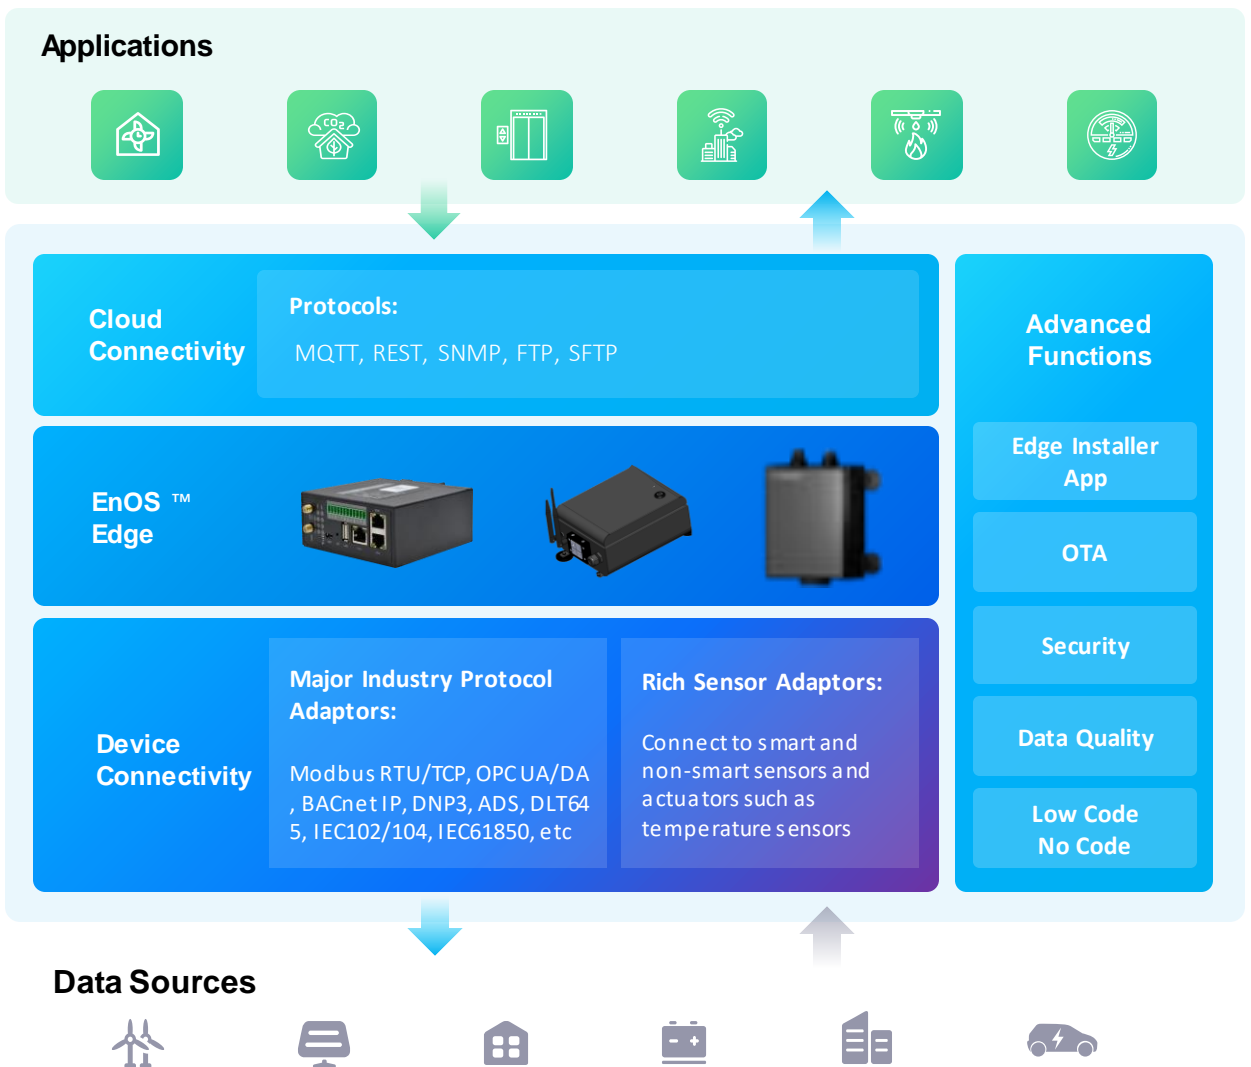 Applications
CO2
Cloud
Connectivity
Protocols:
MQTT, REST, SNMP, FTP, SFTP
Advanced
Functions
Edge Installer
App
OTA
Security
Data Quality
Low Code
No Code
EnOS ™
Edge
Device
Connectivity
Major Industry Protocol
Adaptors:
Modbus RTU/TCP, OPC UA/DA
, BACnet IP, DNP3, ADS, DLT64
5, IEC102/104, IEC61850, etc
Rich Sensor Adaptors:
Connect to smart and
non-smart sensors and
actuators such as
temperature sensors
Data Sources